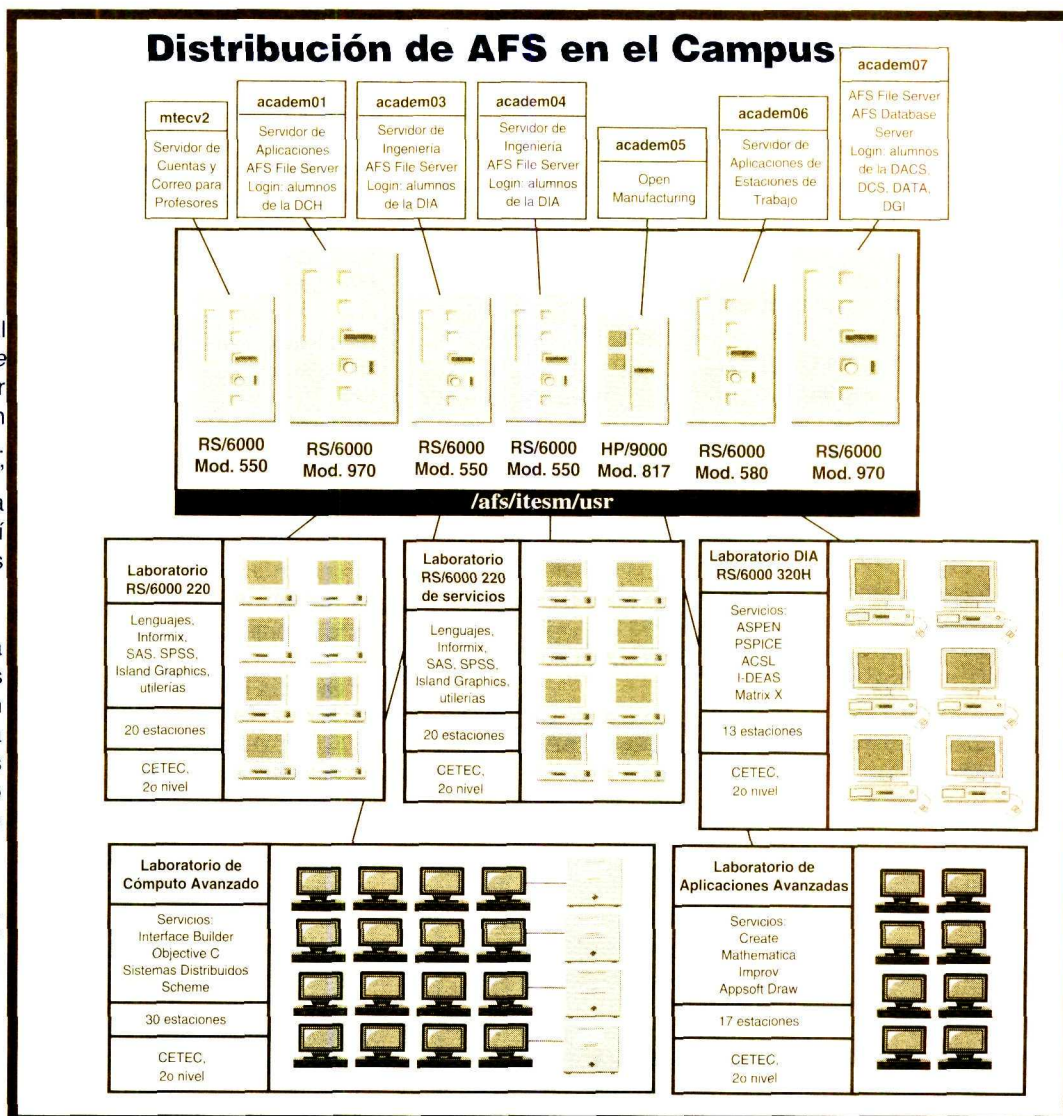 Distribución de AFS en el Campus
mtecv2
Servidor de
Cuentas y
Correo para
Profesores
academ01
Servidor de
Aplicaciones
AFS File Server
Login: alumnos
de la DCH
academ03
Servidor de
Ingeniería
AFS File Server
Login: alumnos
de la DIA
academ04
Servidor de
Ingeniería
AFS File Server
Login: alumnos
de la DIA
academ05
Open
Manufacturing
academ06
Servidor de
Aplicaciones de
Estaciones de
Trabajo
academ07
AFS File Server
AFS Database
Server
Login: alumnos
de la DACS,
DCS, DATA,
DGI
RS/6000
Mod. 550
RS/6000
Mod. 970
RS/6000
Mod. 550
RS/6000
Mod. 550
HP/9000
Mod. 817
RS/6000
Mod. 580
RS/6000
Mod. 970
/afs/itesm/usr
Laboratorio
RS/6000 220
Lenguajes,
Informix,
SAS, SPSS,
Island Graphics,
utilerías
20 estaciones
CETEC,
2o nivel
Laboratorio
RS/6000 220
de servicios
Lenguajes,
Informix,
SAS, SPSS,
Island Graphics,
utilerías
20 estaciones
CETEC,
2o nivel
Laboratorio DIA
RS/6000 320H
Servicios:
ASPEN
PSPICE
ACSL
I-DEAS
Matrix X
13 estaciones
CETEC,
2o nivel
Laboratorio de
Cómputo Avanzado
Servicios:
Interface Builder
Objective C
Sistemas Distribuidos
Scheme
30 estaciones
CETEC,
2o nivel
Laboratorio de
Aplicaciones Avanzadas
Servicios:
Create
Mathematica
Improv
Appsoft Draw
17 estaciones
CETEC,
2o nivel